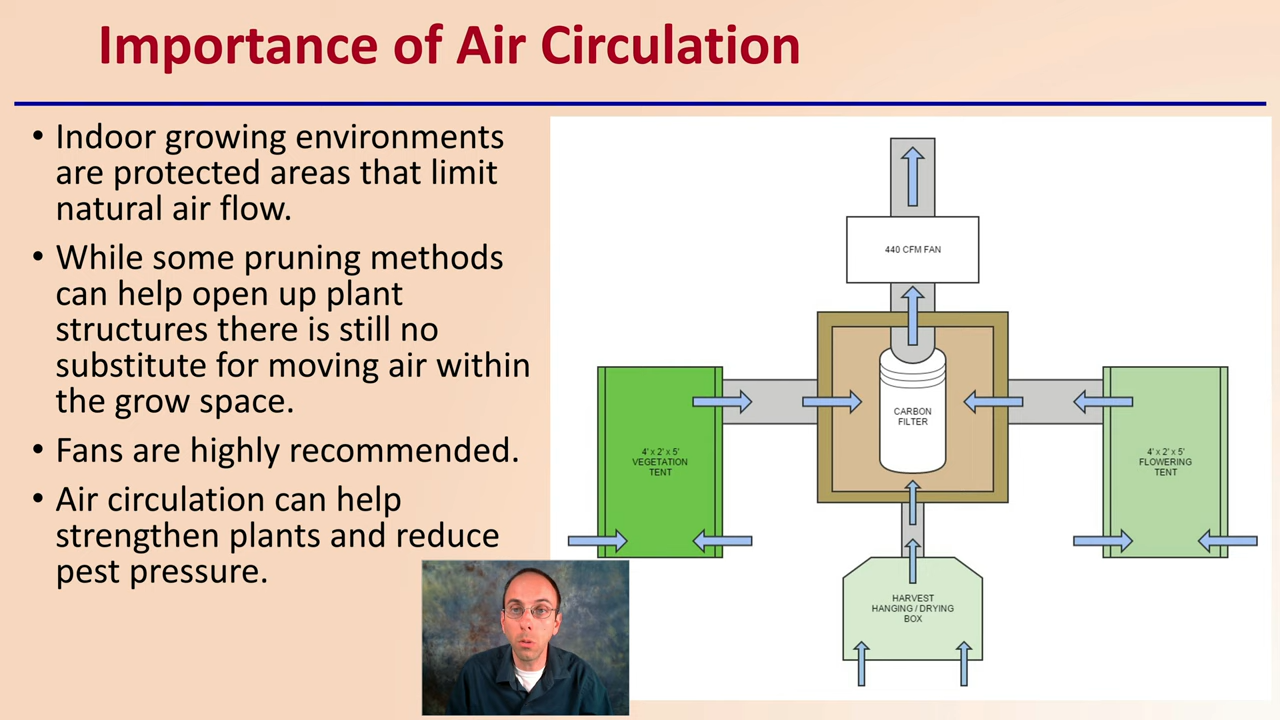 Importance of Air Circulation
• Indoor growing environments
are protected areas that limit
natural air flow.
• While some pruning methods
can help open up plant
structures there is still no
substitute for moving air within
the grow space.
• Fans are highly recommended.
• Air circulation can help
strengthen plants and reduce
pest pressure.
440 CFM FAN
CARBON
FILTER
4' x 2' x 5'
VEGETATION
TENT
4' x 2' x 5'
FLOWERING
TENT
HARVEST
HANGING / DRYING
BOX